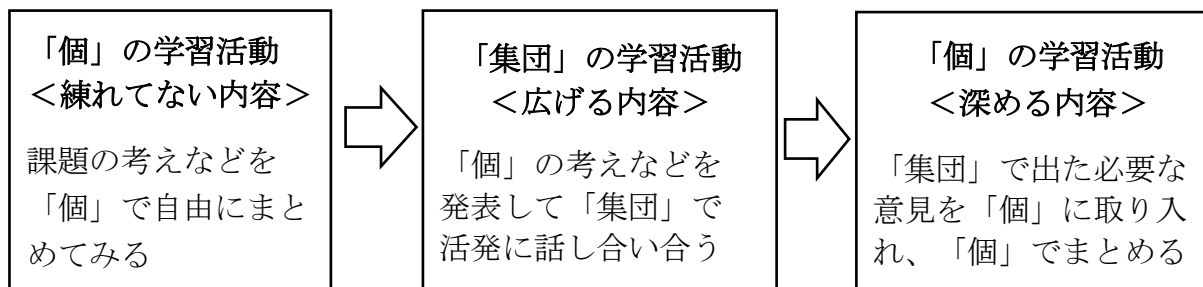 「個」の学習活動
＜練れてない内容＞
課題の考えなどを
「個」で自由にまと
めてみる
「集団」の学習活動
＜広げる内容＞
「個」の考えなどを
発表して「集団」で
活発に話し合い合う
「個」の学習活動
＜深める内容＞
「集団」で出た必要な
意見を「個」に取り入
れ、「個」でまとめる